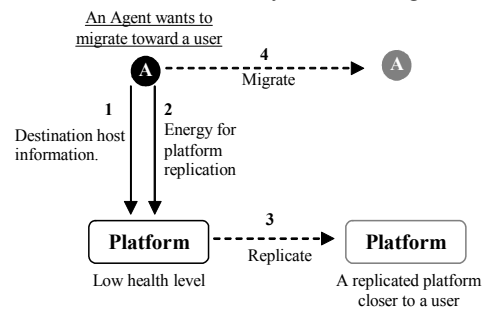 An Agent wants to
migrate toward a user
4
A
A
Migrate
1
2
Destination host
information.
Energy for
platform
replication
3
Platform
Platform
Replicate
Low health level
A replicated platform
closer to a user